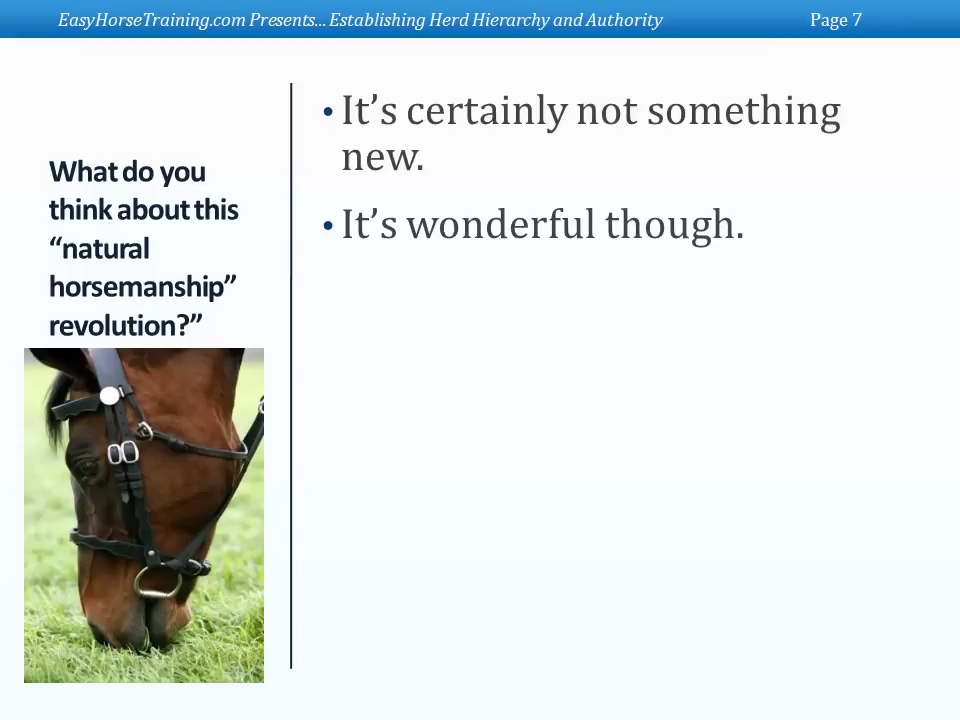 EasyHorseTraining.com Presents... Establishing Herd Hierarchy and Authority Page 7
What do you
think about this
“natural
horsemanship”
revolution?”
• It’s certainly not something
new.
• It’s wonderful though.